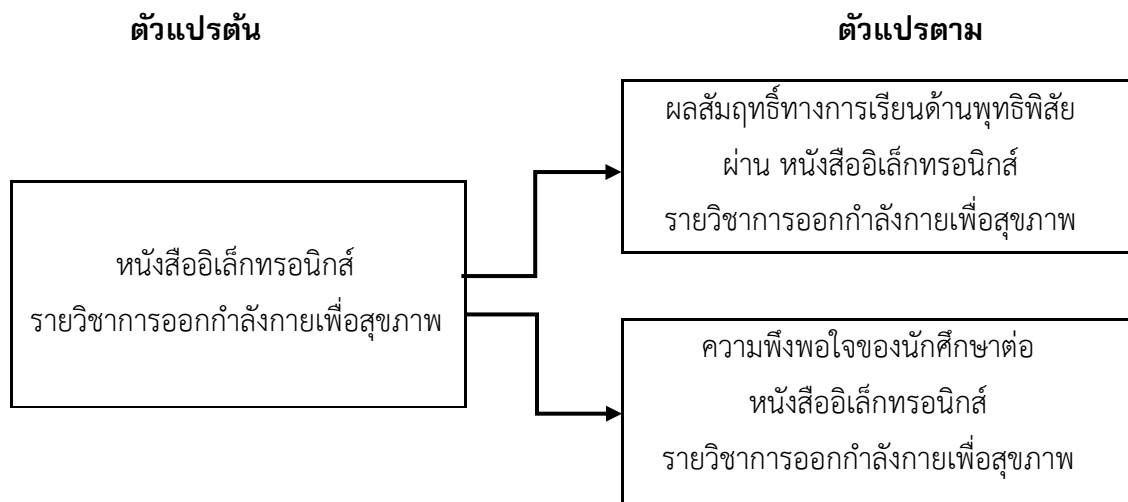 ตัวแปรต้น
ตัวแปรตาม
หนังสืออิเล็กทรอนิกส์
รายวิชาการออกกำลังกายเพื่อสุขภาพ
ผลสัมฤทธิ์ทางการเรียนด้านพุทธิพิสัย
ผ่าน หนังสืออิเล็กทรอนิกส์
รายวิชาการออกกำลังกายเพื่อสุขภาพ
ความพึงพอใจของนักศึกษาต่อ
หนังสืออิเล็กทรอนิกส์
รายวิชาการออกกำลังกายเพื่อสุขภาพ